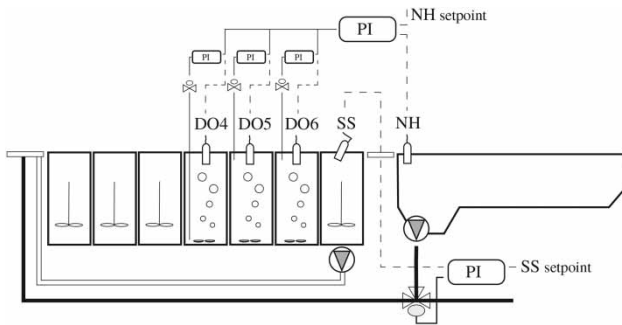 NH setpoint
PI
PI PI PI
DO4 DO5 DO6 SS NH
PI SS setpoint